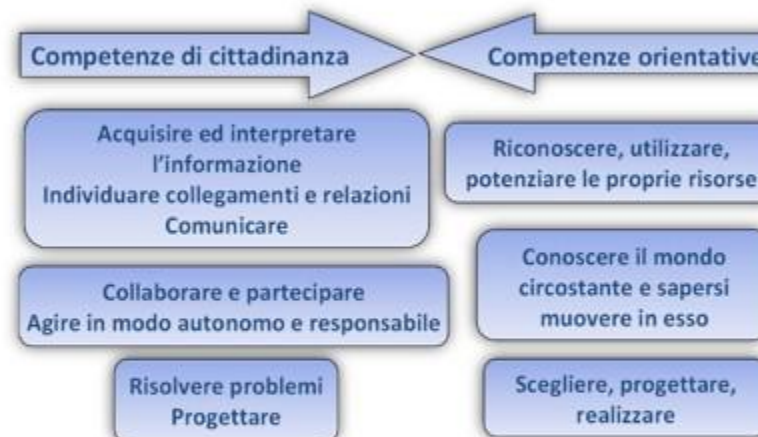 Competenze di cittadinanza
Competenze orientative
Acquisire ed interpretare
l'informazione
Individuare collegamenti e relazioni
Comunicare
Riconoscere, utilizzare,
potenziare le proprie risorse
Collaborare e partecipare
Agire in modo autonomo e responsabile
Conoscere il mondo
circostante e sapersi
muovere in esso
Risolvere problemi
Progettare
Scegliere, progettare,
realizzare